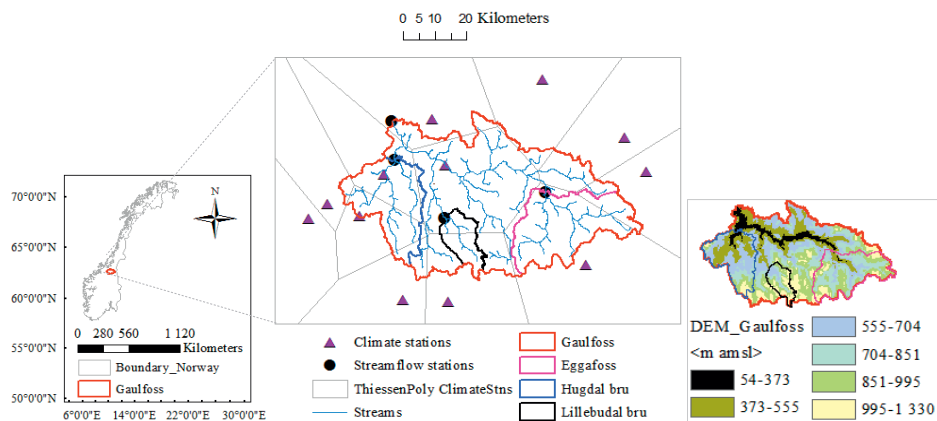 0 5 10 20 Kilometers
N
70°0'0"N
65°0'0"N
60°0'0"N
55°0'0"N
50°0'0"N
0 280 560 1 120
Kilometers
Boundary_Norway
Gaulfoss
6°0'0"E 14°0'0"E 22°0'0"E 30°0'0"E
Climate stations
Streamflow stations
ThiessenPoly ClimateStns
Streams
Gaulfoss
Eggafoss
Hugdal bru
Lillebudal bru
DEM_Gaulfoss
<m amsl>
54-373
373-555
555-704
704-851
851-995
995-1 330